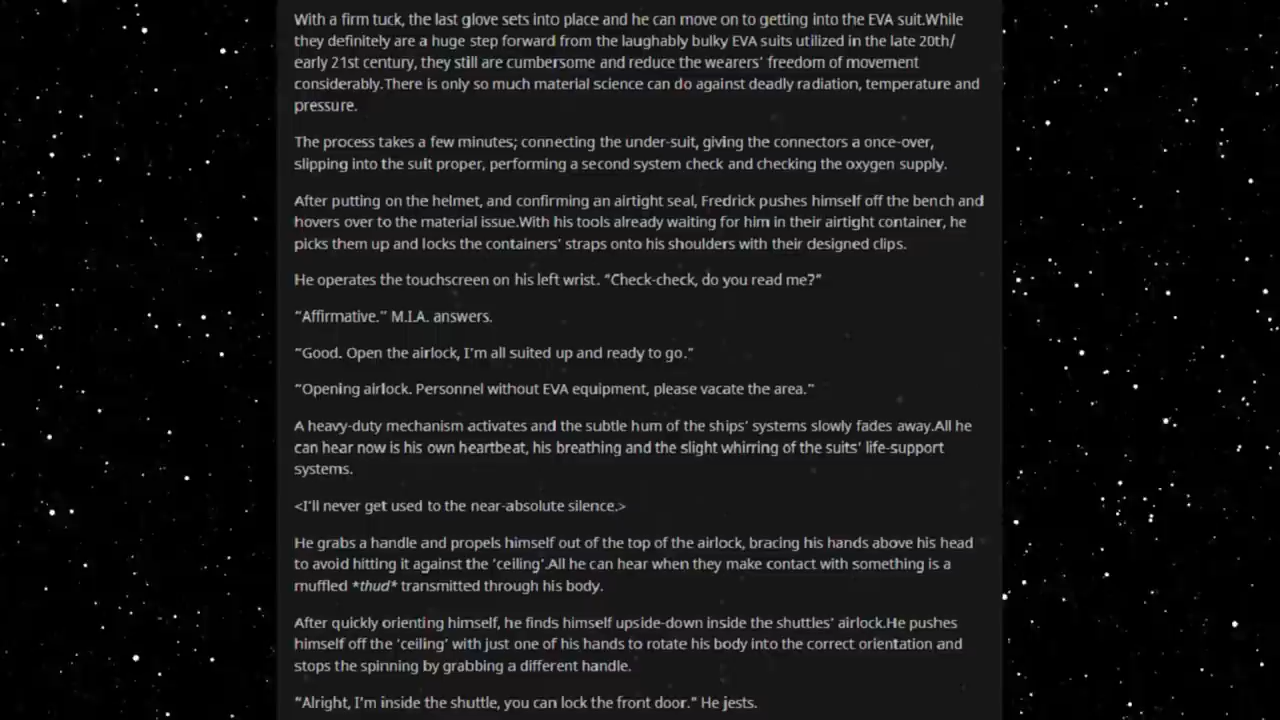 With a firm tuck, the last glove sets into place and he can move on to getting into the EVA suit.While
they definitely are a huge step forward from the laughably bulky EVA suits utilized in the late 20th/
early 21st century, they still are cumbersome and reduce the wearers’ freedom of movement
considerably.There is only so much material science can do against deadly radiation, temperature and
pressure.
The process takes a few minutes; connecting the under-suit, giving the connectors a once-over,
slipping into the suit proper, performing a second system check and checking the oxygen supply.
After putting on the helmet, and confirming an airtight seal, Fredrick pushes himself off the bench and
hovers over to the material issue.With his tools already waiting for him in their airtight container, he
picks them up and locks the containers’ straps onto his shoulders with their designed clips.
He operates the touchscreen on his left wrist. “Check-check, do you read me?”
“Affirmative.” M.I.A. answers.
“Good. Open the airlock, I’m all suited up and ready to go.”
“Opening airlock. Personnel without EVA equipment, please vacate the area.”
A heavy-duty mechanism activates and the subtle hum of the ships’ systems slowly fades away.All he
can hear now is his own heartbeat, his breathing and the slight whirring of the suits’ life-support
systems.
<I’ll never get used to the near-absolute silence.>
He grabs a handle and propels himself out of the top of the airlock, bracing his hands above his head
to avoid hitting it against the ‘ceiling’.All he can hear when they make contact with something is a
muffled *thud* transmitted through his body.
After quickly orienting himself, he finds himself upside-down inside the shuttles’ airlock.He pushes
himself off the ‘ceiling’ with just one of his hands to rotate his body into the correct orientation and
stops the spinning by grabbing a different handle.
“Alright, I’m inside the shuttle, you can lock the front door.” He jests.